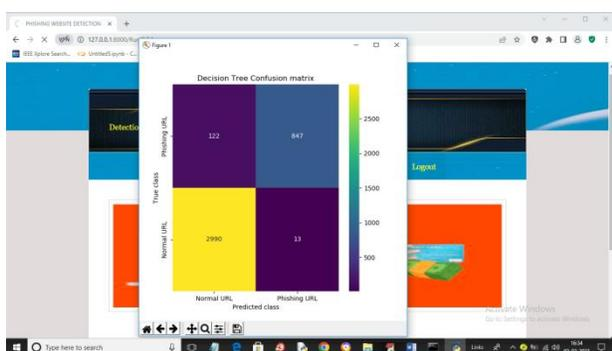 PHISHING WEBSITE DETECTION
Figure 1
127.0.0.1:8000/Run
IEEE Xplore Search...
Untitled5.ipynb - C...
Decision Tree Confusion matrix
Detectio
Logout
Phishing URL
122
847
Normal URL
2990
13
True class
2500
2000
1500
1000
500
Normal URL
Phishing URL
Predicted class
Activate Windows
Go to Settings to activate Windows.
Type here to search
Links
16:34